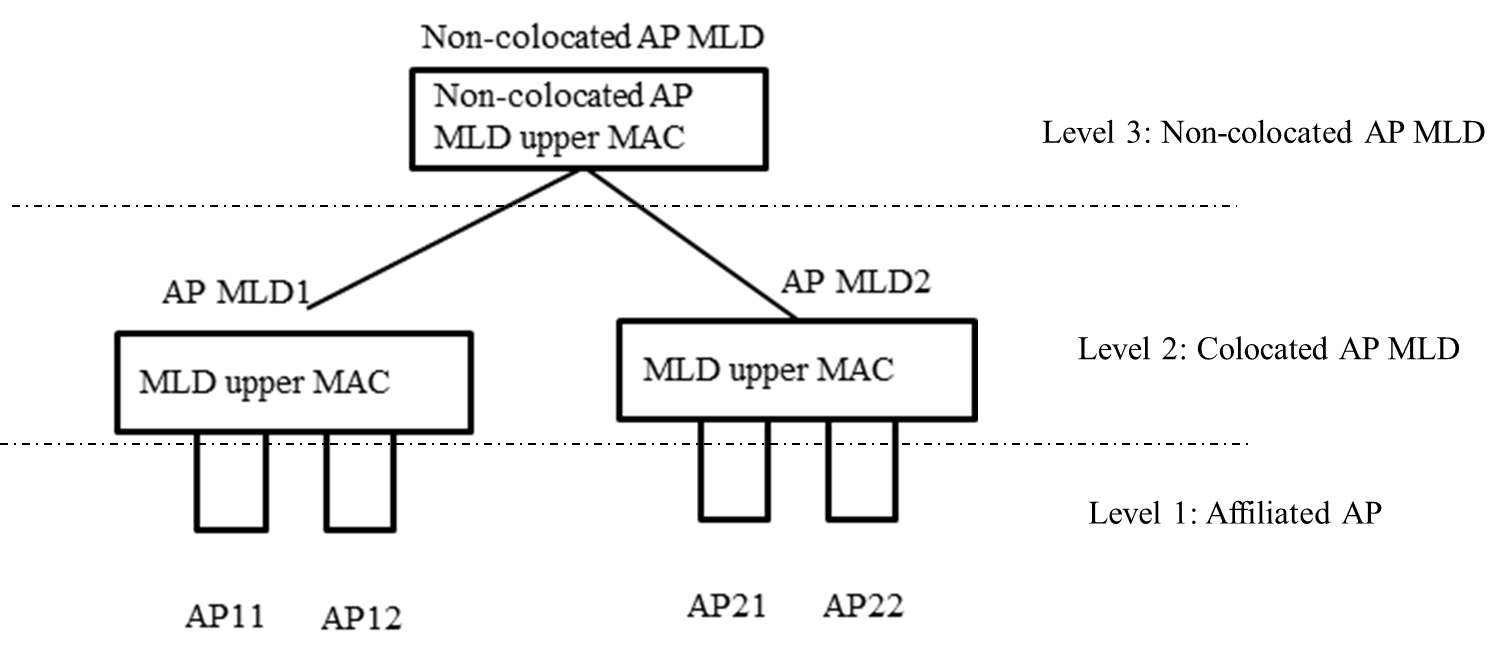 Non-colocated AP MLD
Non-colocated AP
MLD upper MAC
Level 3: Non-colocated AP MLD
AP MLD1
AP MLD2
MLD upper MAC
MLD upper MAC
Level 2: Colocated AP MLD
Level 1: Affiliated AP
AP11
AP12
AP21
AP22